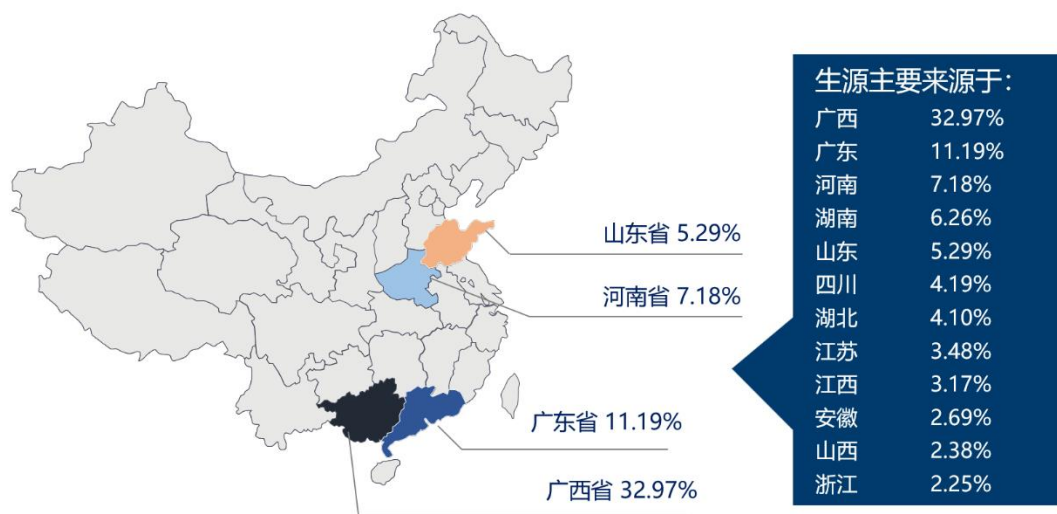 山东省 5.29%
河南省 7.18%
广东省 11.19%
广西省 32.97%
生源主要来源于：
广西 32.97%
广东 11.19%
河南 7.18%
湖南 6.26%
山东 5.29%
四川 4.19%
湖北 4.10%
江苏 3.48%
江西 3.17%
安徽 2.69%
山西 2.38%
浙江 2.25%